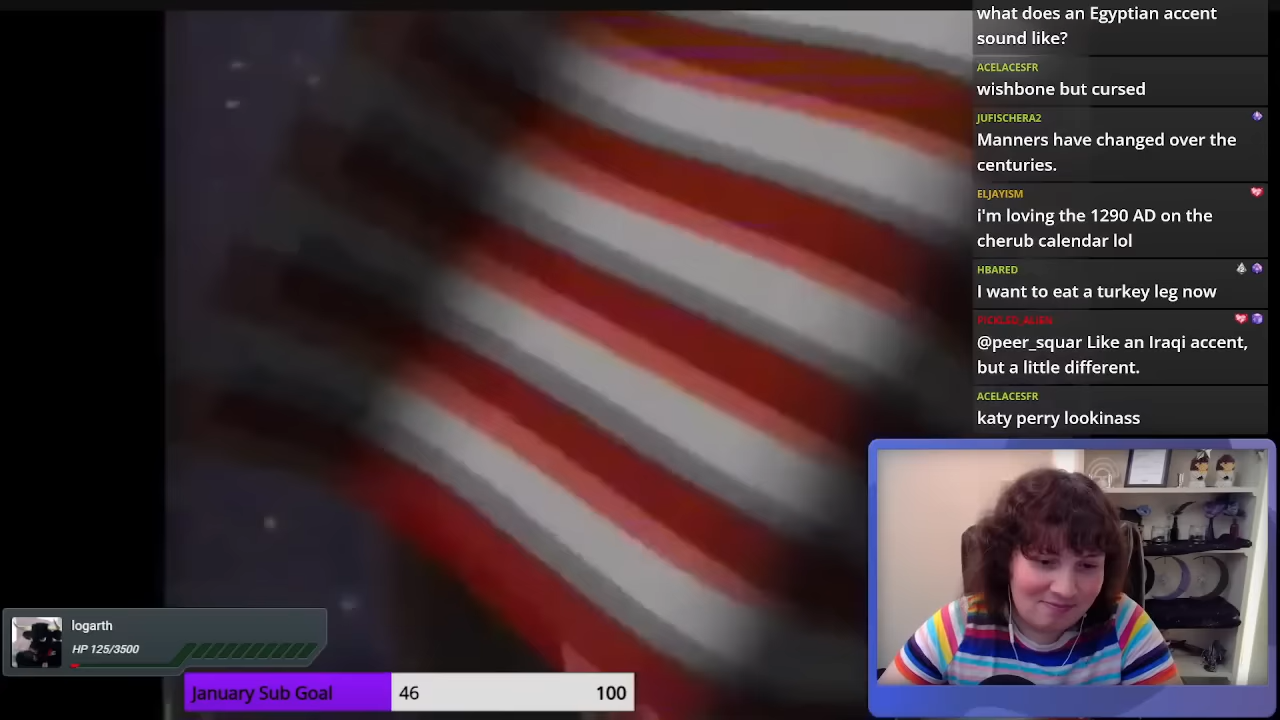 what does an Egyptian accent
sound like?
ACELACESFR
wishbone but cursed
JUFISCHERA2
Manners have changed over the
centuries.
ELJAYISM
i'm loving the 1290 AD on the
cherub calendar lol
HBARED
I want to eat a turkey leg now
PICKLED_ALIEN
@peer_squar Like an Iraqi accent,
but a little different.
ACELACESFR
katy perry lookinass
logarth
HP 125/3500
January Sub Goal 46 100